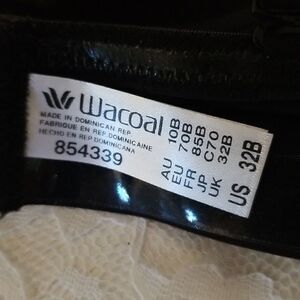 Wacoal
MADE IN DOMINICAN REP.
FABRIQUE EN REP. DOMINICAINE
HECHO EN REP. DOMINICANA
854339
AU 10B
EU 70B
FR 85B
JP C70
UK 32B
US 32B